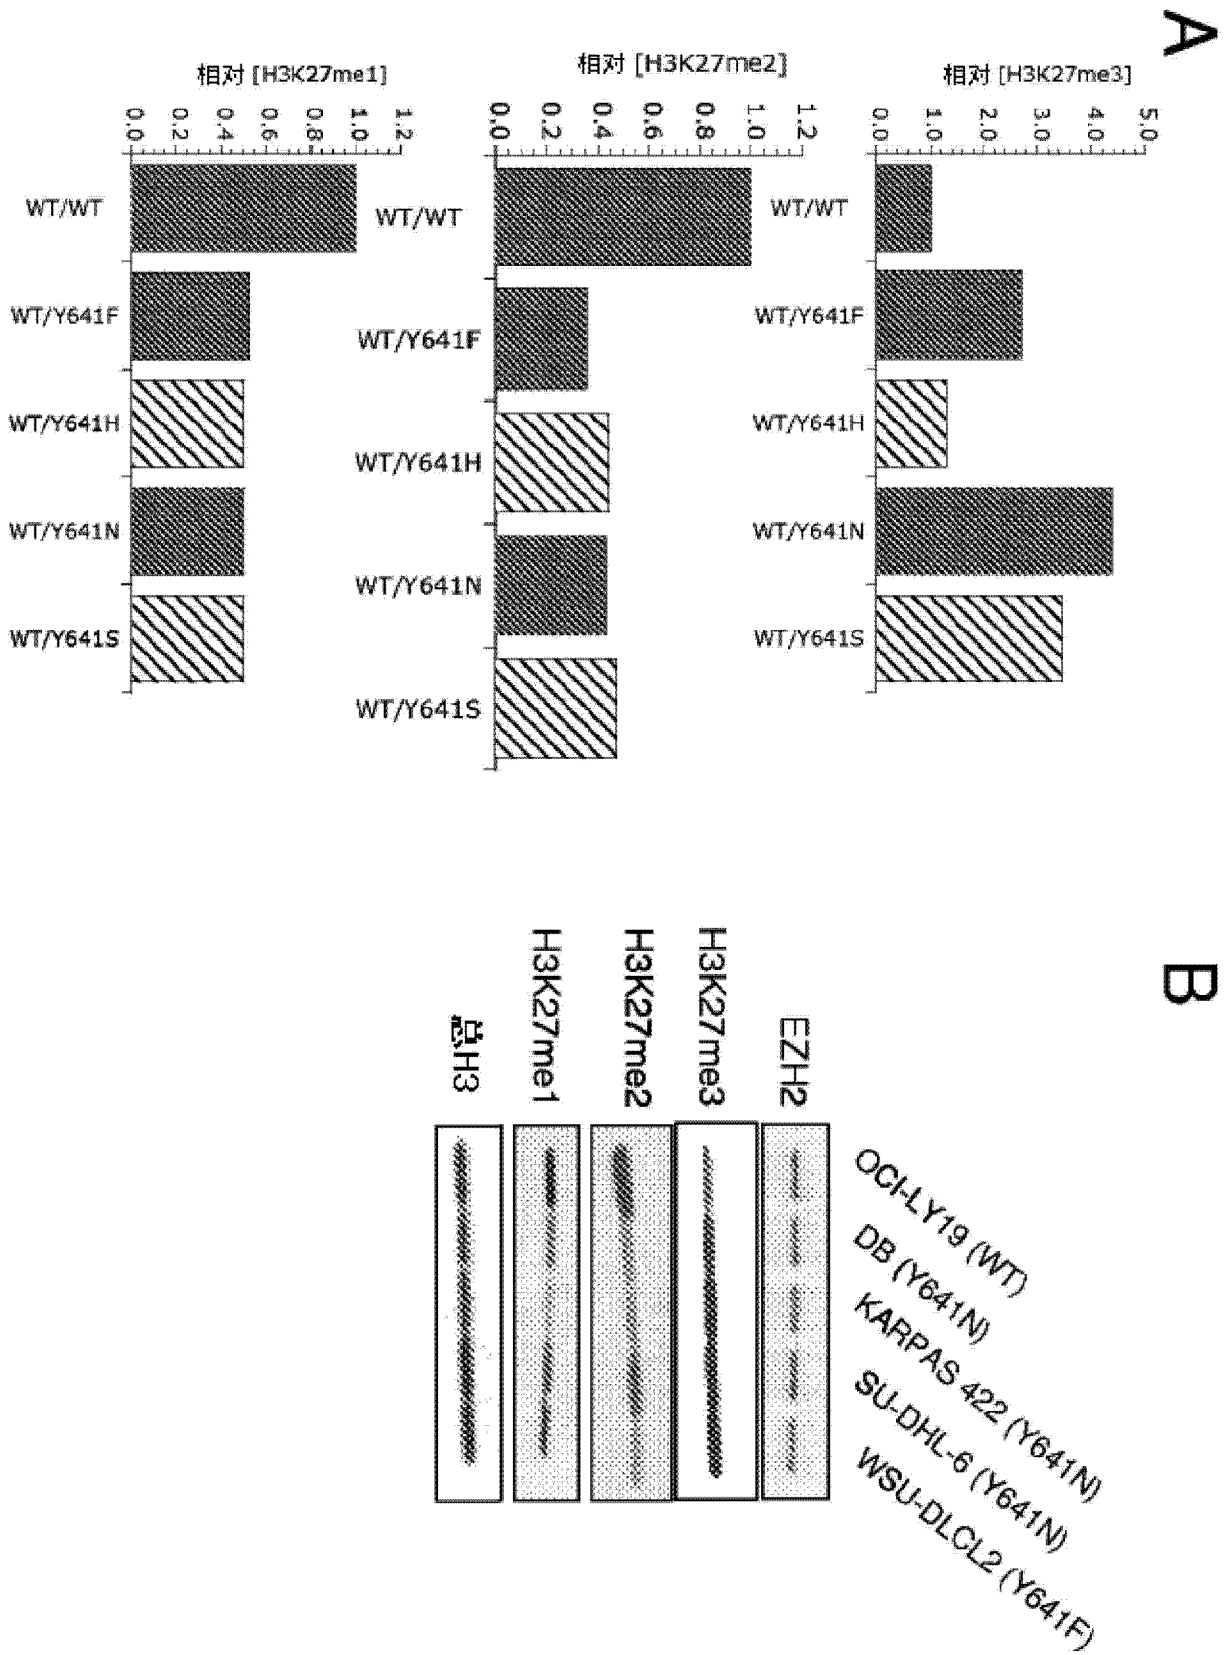 A
相对 [H3K27me3]
5.0
4.0
3.0
2.0
1.0
0.0
WT/WT
WT/Y641F
WT/Y641H
WT/Y641N
WT/Y641S
相对 [H3K27me2]
1.2
1.0
0.8
0.6
0.4
0.2
0.0
WT/WT
WT/Y641F
WT/Y641H
WT/Y641N
WT/Y641S
相对 [H3K27me1]
1.2
1.0
0.8
0.6
0.4
0.2
0.0
WT/WT
WT/Y641F
WT/Y641H
WT/Y641N
WT/Y641S
B
OCI-LY19 (WT)
DB (Y641N)
KARPAS 422 (Y641N)
SU-DHL-6 (Y641N)
WSU-DLCL2 (Y641F)
EZH2
H3K27me3
H3K27me2
H3K27me1
总H3